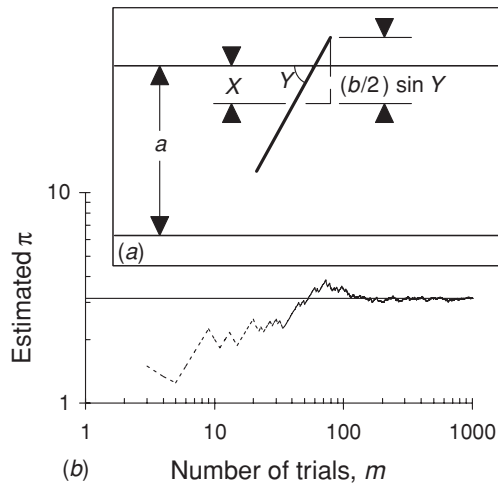 X
Y
(b/2) sin Y
a
(a)
10
1
Estimated π
1 10 100 1000
(b)
Number of trials, m